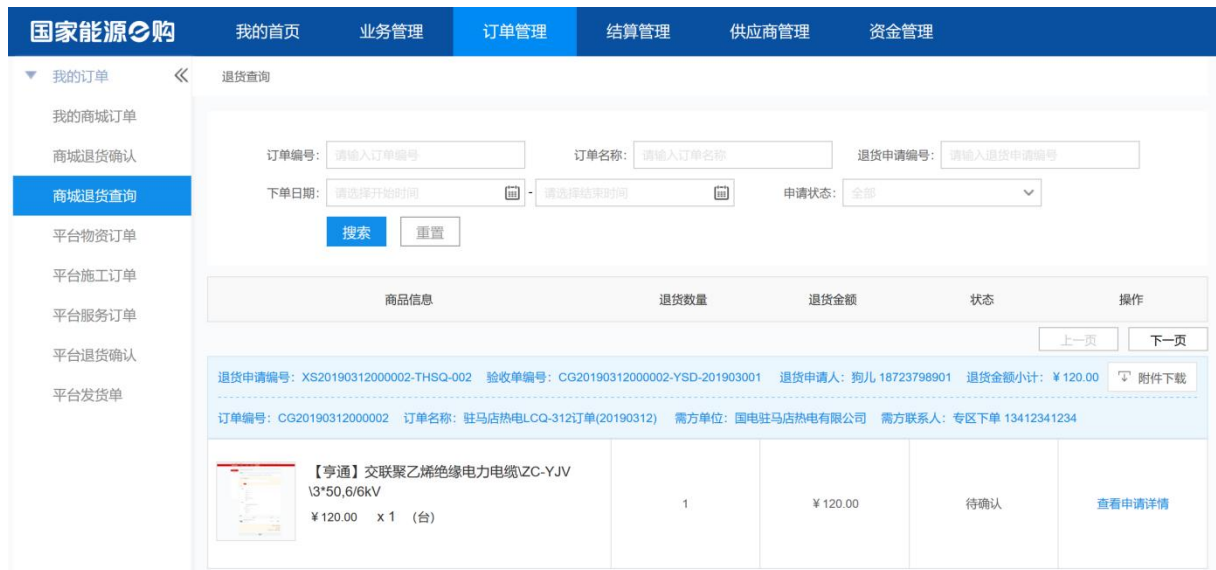 国家能源e购 我的首页 业务管理 订单管理 结算管理 供应商管理 资金管理
我的订单 退货查询
我的商城订单
商城退货确认
商城退货查询
平台物资订单
平台施工订单
平台服务订单
平台退货确认
平台发货单
订单编号: 请输入订单编号 订单名称: 请输入订单名称 退货申请编号: 请输入退货申请编号
下单日期: 请选择开始时间 - 请选择结束时间 申请状态: 全部
搜索 重置
商品信息 退货数量 退货金额 状态 操作
上一页 下一页
退货申请编号: XS20190312000002-THSQ-002 验收单编号: CG20190312000002-YSD-201903001 退货申请人: 狗儿 18723798901 退货金额小计: ¥120.00 附件下载
订单编号: CG20190312000002 订单名称: 驻马店热电LCQ-312订单(20190312) 需方单位: 国电驻马店热电有限公司 需方联系人: 专区下单 13412341234
【亨通】交联聚乙烯绝缘电力电缆\ZC-YJV
\3*50,6/6kV
¥120.00 x 1 (台)
1 ¥120.00 待确认 查看申请详情